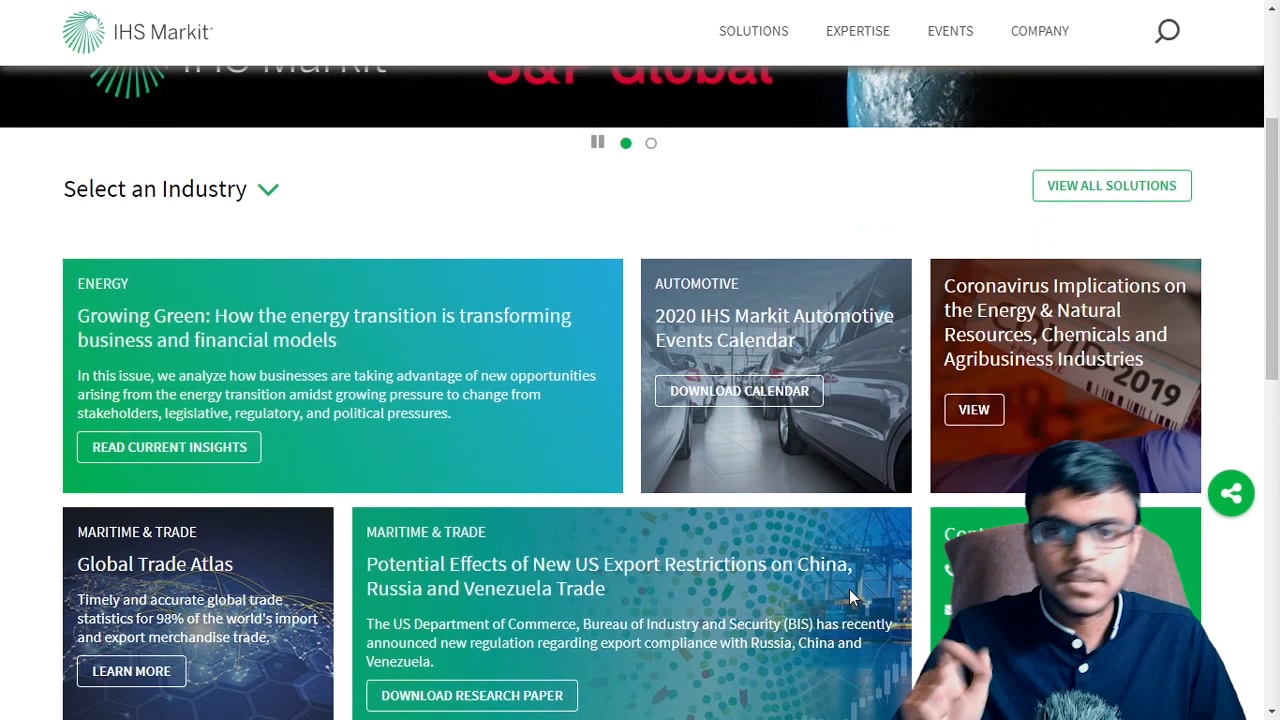 IHS Markit
SOLUTIONS
EXPERTISE
EVENTS
COMPANY
IHS Markit
S&P Global
Select an Industry
VIEW ALL SOLUTIONS
ENERGY
Growing Green: How the energy transition is transforming
business and financial models
In this issue, we analyze how businesses are taking advantage of new opportunities
arising from the energy transition amidst growing pressure to change from
stakeholders, legislative, regulatory, and political pressures.
READ CURRENT INSIGHTS
AUTOMOTIVE
2020 IHS Markit Automotive
Events Calendar
DOWNLOAD CALENDAR
Coronavirus Implications on
the Energy & Natural
Resources, Chemicals and
Agribusiness Industries
VIEW
COVID
2019
MARITIME & TRADE
Global Trade Atlas
Timely and accurate global trade
statistics for 98% of the world's import
and export merchandise trade.
LEARN MORE
MARITIME & TRADE
Potential Effects of New US Export Restrictions on China,
Russia and Venezuela Trade
The US Department of Commerce, Bureau of Industry and Security (BIS) has recently
announced new regulation regarding export compliance with Russia, China and
Venezuela.
DOWNLOAD RESEARCH PAPER